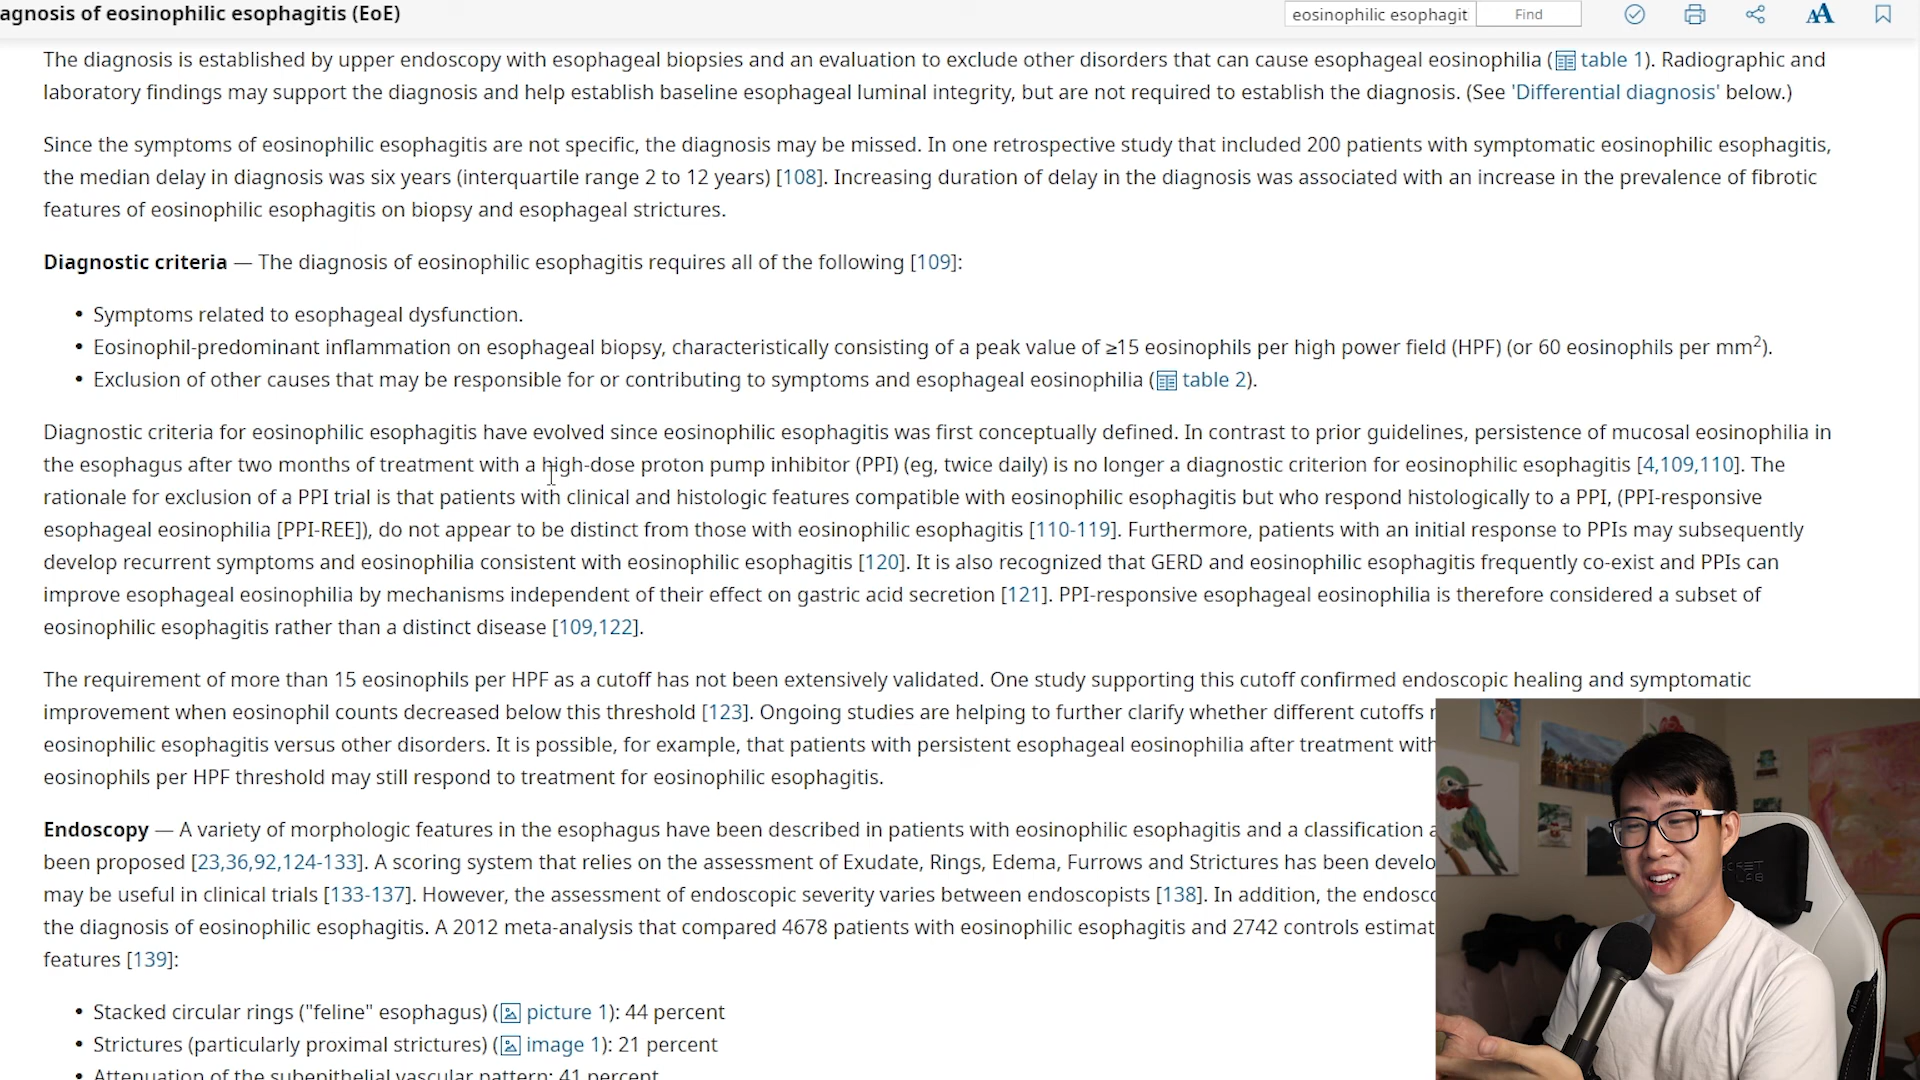 agnosis of eosinophilic esophagitis (EoE)
eosinophilic esophagit
Find
AA
The diagnosis is established by upper endoscopy with esophageal biopsies and an evaluation to exclude other disorders that can cause esophageal eosinophilia ( table 1). Radiographic and
laboratory findings may support the diagnosis and help establish baseline esophageal luminal integrity, but are not required to establish the diagnosis. (See 'Differential diagnosis' below.)
Since the symptoms of eosinophilic esophagitis are not specific, the diagnosis may be missed. In one retrospective study that included 200 patients with symptomatic eosinophilic esophagitis,
the median delay in diagnosis was six years (interquartile range 2 to 12 years) [108]. Increasing duration of delay in the diagnosis was associated with an increase in the prevalence of fibrotic
features of eosinophilic esophagitis on biopsy and esophageal strictures.
Diagnostic criteria — The diagnosis of eosinophilic esophagitis requires all of the following [109]:
• Symptoms related to esophageal dysfunction.
• Eosinophil-predominant inflammation on esophageal biopsy, characteristically consisting of a peak value of ≥15 eosinophils per high power field (HPF) (or 60 eosinophils per mm²).
• Exclusion of other causes that may be responsible for or contributing to symptoms and esophageal eosinophilia ( table 2).
Diagnostic criteria for eosinophilic esophagitis have evolved since eosinophilic esophagitis was first conceptually defined. In contrast to prior guidelines, persistence of mucosal eosinophilia in
the esophagus after two months of treatment with a high-dose proton pump inhibitor (PPI) (eg, twice daily) is no longer a diagnostic criterion for eosinophilic esophagitis [4,109,110]. The
rationale for exclusion of a PPI trial is that patients with clinical and histologic features compatible with eosinophilic esophagitis but who respond histologically to a PPI, (PPI-responsive
esophageal eosinophilia [PPI-REE]), do not appear to be distinct from those with eosinophilic esophagitis [110-119]. Furthermore, patients with an initial response to PPIs may subsequently
develop recurrent symptoms and eosinophilia consistent with eosinophilic esophagitis [120]. It is also recognized that GERD and eosinophilic esophagitis frequently co-exist and PPIs can
improve esophageal eosinophilia by mechanisms independent of their effect on gastric acid secretion [121]. PPI-responsive esophageal eosinophilia is therefore considered a subset of
eosinophilic esophagitis rather than a distinct disease [109,122].
The requirement of more than 15 eosinophils per HPF as a cutoff has not been extensively validated. One study supporting this cutoff confirmed endoscopic healing and symptomatic
improvement when eosinophil counts decreased below this threshold [123]. Ongoing studies are helping to further clarify whether different cutoffs
eosinophilic esophagitis versus other disorders. It is possible, for example, that patients with persistent esophageal eosinophilia after treatment with
eosinophils per HPF threshold may still respond to treatment for eosinophilic esophagitis.
Endoscopy — A variety of morphologic features in the esophagus have been described in patients with eosinophilic esophagitis and a classification
been proposed [23,36,92,124-133]. A scoring system that relies on the assessment of Exudate, Rings, Edema, Furrows and Strictures has been develo
may be useful in clinical trials [133-137]. However, the assessment of endoscopic severity varies between endoscopists [138]. In addition, the endosc
the diagnosis of eosinophilic esophagitis. A 2012 meta-analysis that compared 4678 patients with eosinophilic esophagitis and 2742 controls estimat
features [139]:
• Stacked circular rings ("feline" esophagus) ( picture 1): 44 percent
• Strictures (particularly proximal strictures) ( image 1): 21 percent
• Attenuation of the subepithelial vascular pattern: 41 percent